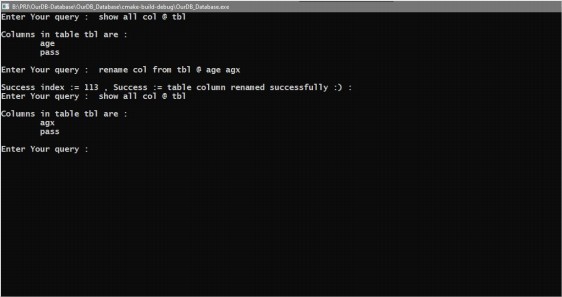 B:\PRJ\OurDB-Database\OurDB_Database\cmake-build-debug\OurDB_Database.exe
Enter Your query : show all col @ tbl
Columns in table tbl are :
age
pass
Enter Your query : rename col from tbl @ age agx
Success index := 113 , Success := table column renamed successfully :) :
Enter Your query : show all col @ tbl
Columns in table tbl are :
agx
pass
Enter Your query :